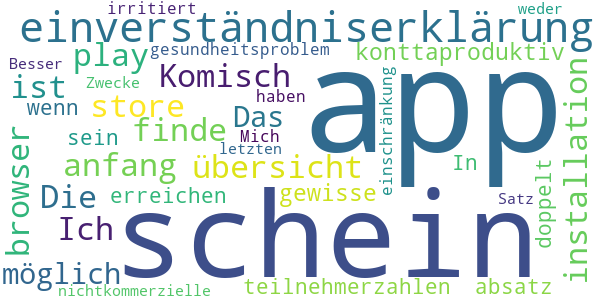 irritiert
weder
einverständniserklärung
play
gesundheitsproblem
konttaproduktiv
Besser
Komisch
ist
Zwecke
app
wenn
store
haben
Das
Mich
einschränkung
installation
sein
finde
letzten
browser
anfang
übersicht
In
doppelt
Die
erreichen
gewisse
Satz
Ich
schein
möglich
teilnehmerzahlen
absatz
nichtkommerzielle